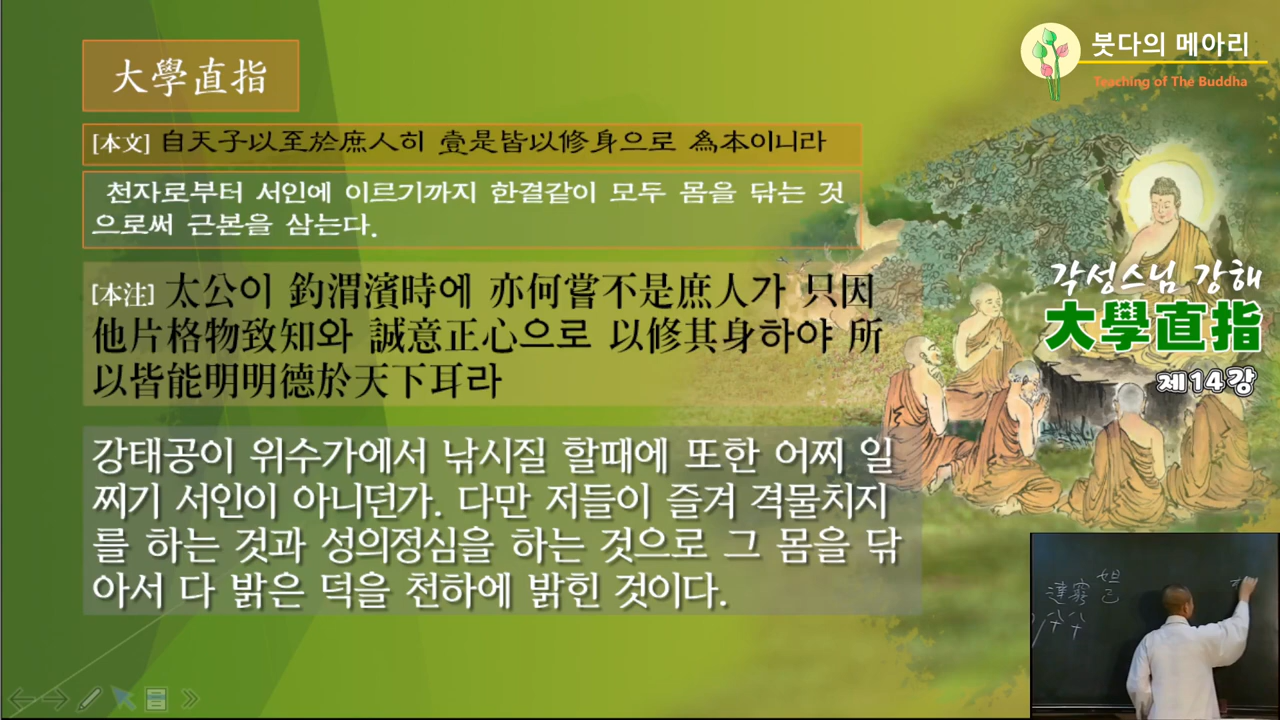 大學直指
붓다의 메아리
Teaching of The Buddha
[本文] 自天子以至於庶人히 壹是皆以修身으로 爲本이니라
천자로부터 서인에 이르기까지 한결같이 모두 몸을 닦는 것
으로써 근본을 삼는다.
[本注] 太公이 釣渭濱時에 亦何嘗不是庶人가 只因
他片格物致知와 誠意正心으로 以修其身하야 所
以皆能明明德於天下耳라
강태공이 위수가에서 낚시질 할때에 또한 어찌 일
찌기 서인이 아니던가. 다만 저들이 즐겨 격물치지
를 하는 것과 성의정심을 하는 것으로 그 몸을 닦
아서 다 밝은 덕을 천하에 밝힌 것이다.
각성스님 강해
大學直指
제14강
達窮妲
八十 八十 己